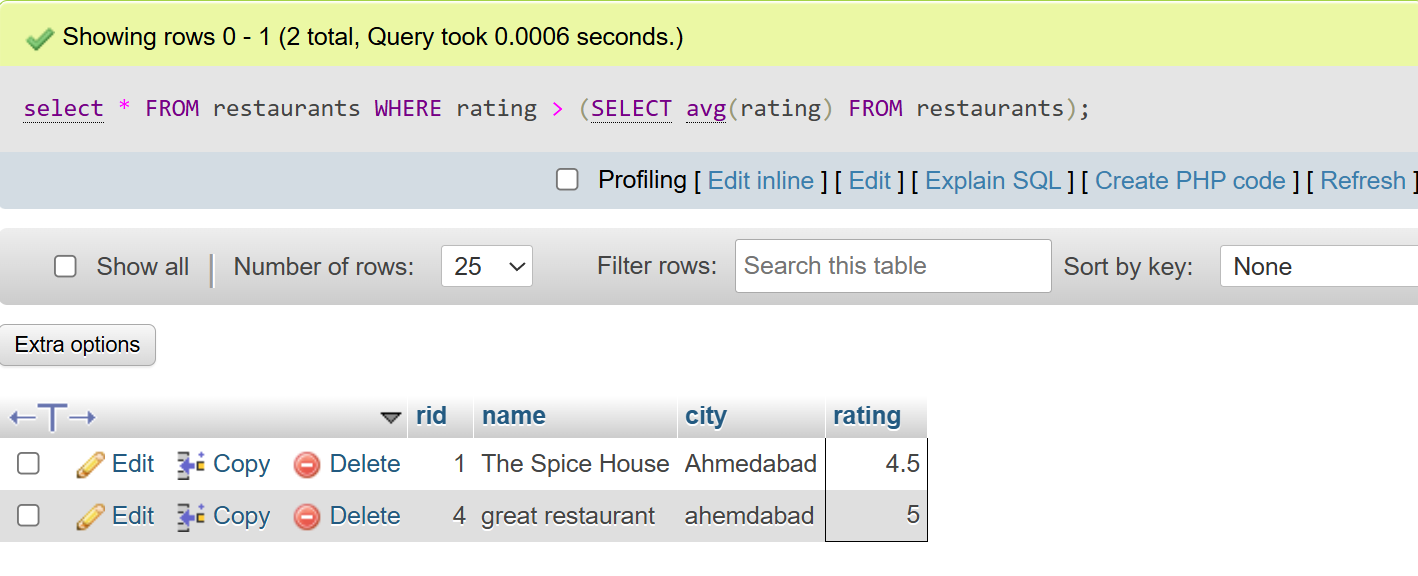 Showing rows 0 - 1 (2 total, Query took 0.0006 seconds.)
select * FROM restaurants WHERE rating > (SELECT avg(rating) FROM restaurants);
Profiling [ Edit inline ] [ Edit ] [ Explain SQL ] [ Create PHP code ] [ Refresh ]
Show all | Number of rows: 25 Filter rows: Search this table Sort by key: None
Extra options
←T→ rid name city rating
Edit Copy Delete 1 The Spice House Ahmedabad 4.5
Edit Copy Delete 4 great restaurant ahemdabad 5